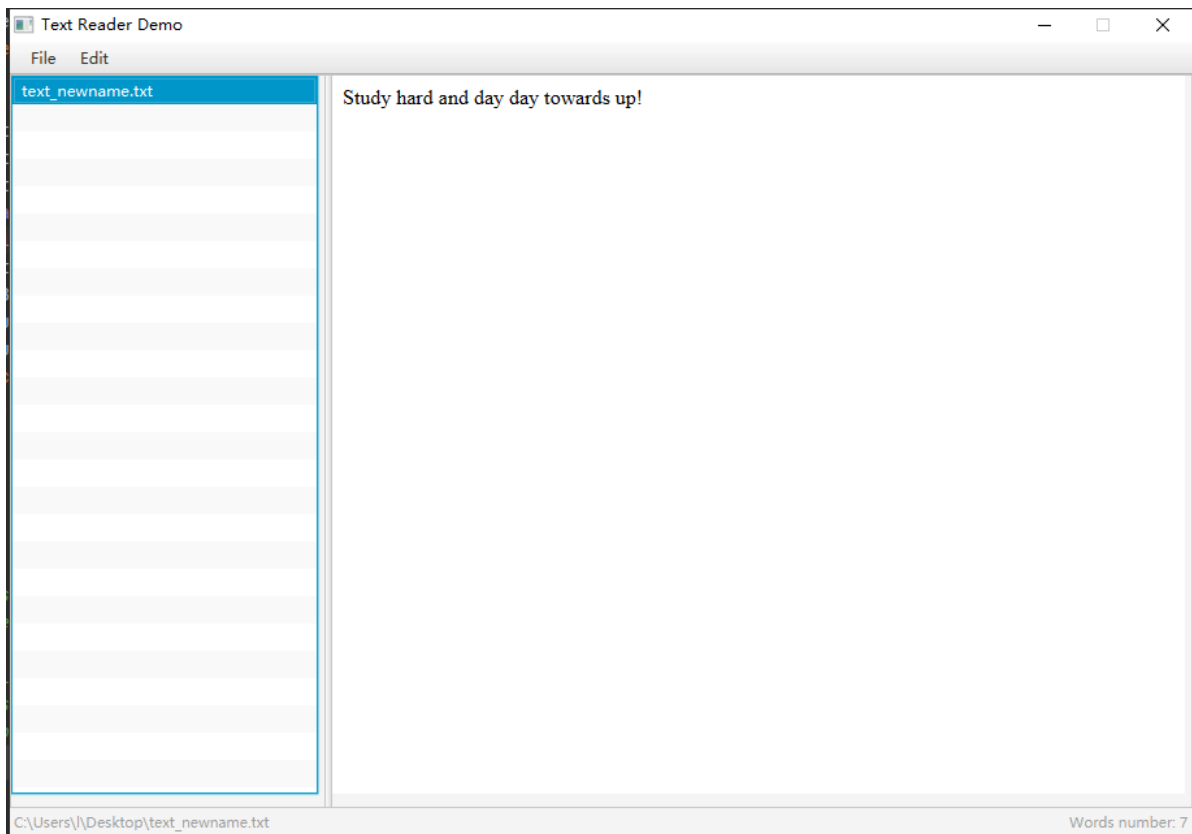 Text Reader Demo
File Edit
text_newname.txt
Study hard and day day towards up!
C:\Users\l\Desktop\text_newname.txt
Words number: 7